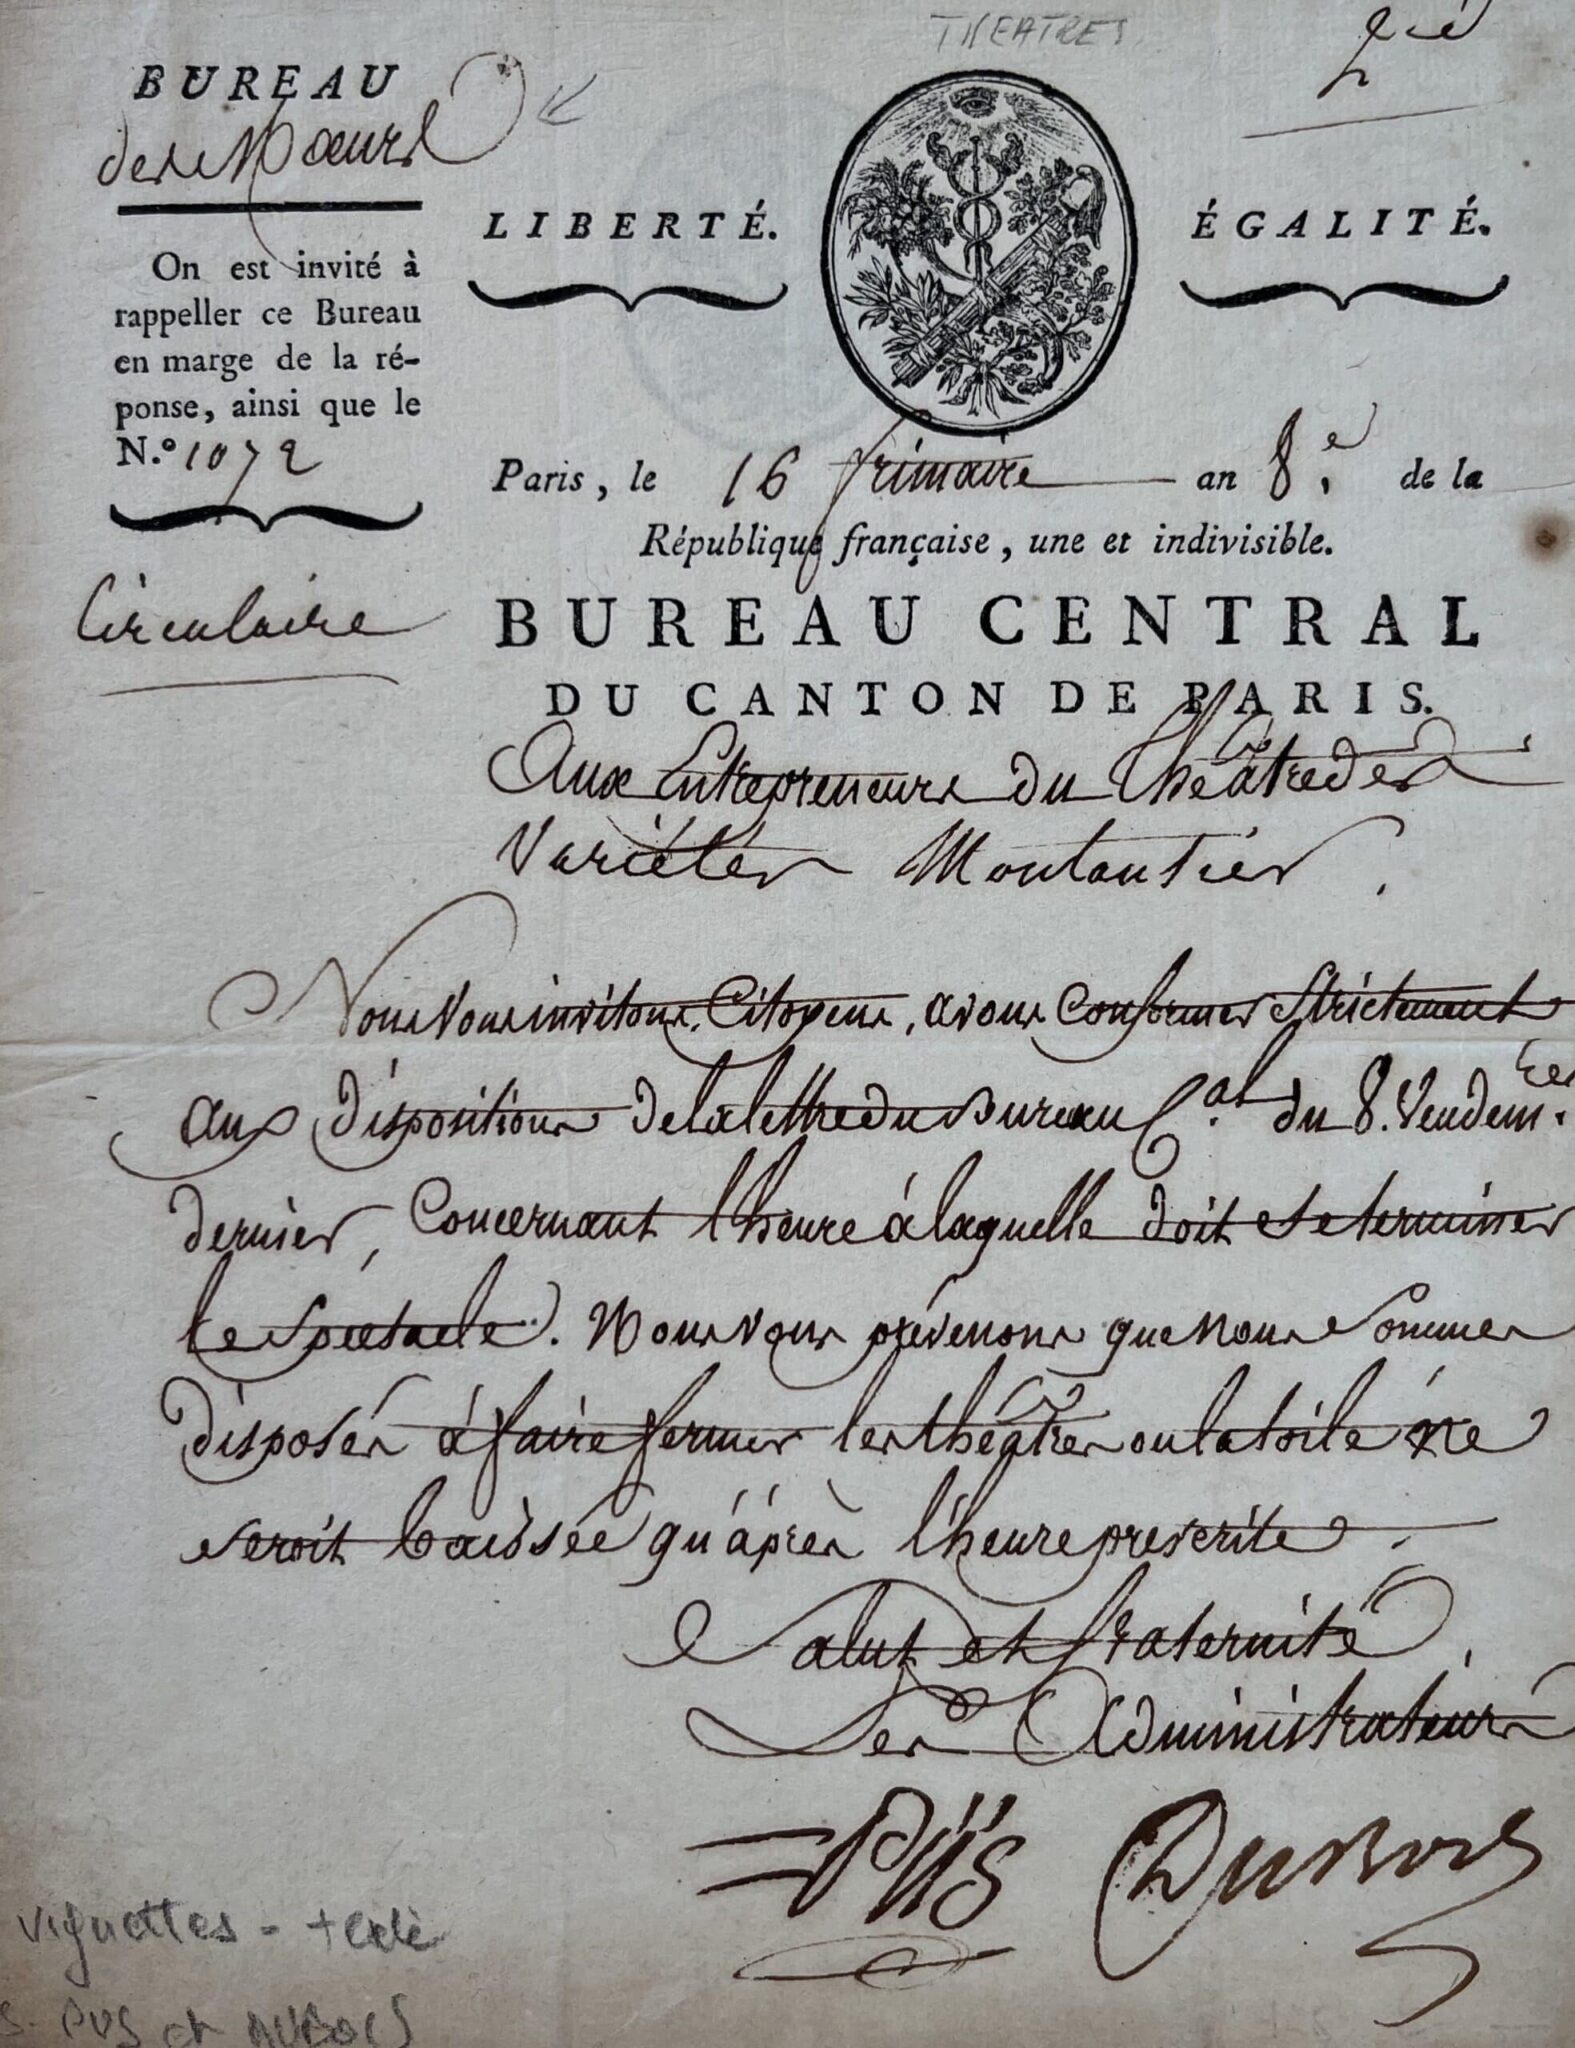 THEATRES
BUREAU
des Mœurs
LIBERTÉ.
ÉGALITÉ.
On est invité à
rappeller ce Bureau
en marge de la ré-
ponse, ainsi que le
N.º 1072
Paris, le 16 frimaire an 8.e de la
République française, une et indivisible.
Circulaire
BUREAU CENTRAL
DU CANTON DE PARIS.
Aux Entrepreneurs du Théâtre des
Variétés Montansier.
Nous vous invitons, Citoyens, à vous conformer strictement
aux dispositions de la lettre du Bureau C.al du 8. Vendem.re
dernier, concernant l'heure à laquelle doit se terminer
le Spectacle. Nous vous prévenons que nous sommes
disposés à faire fermer les théâtres ou la toile ne
seroit baissée qu'après l'heure prescrite.
Salut et fraternité,
Les Administrateurs
Piis Dubois
vignettes - texte
S. PIIS et DUBOIS